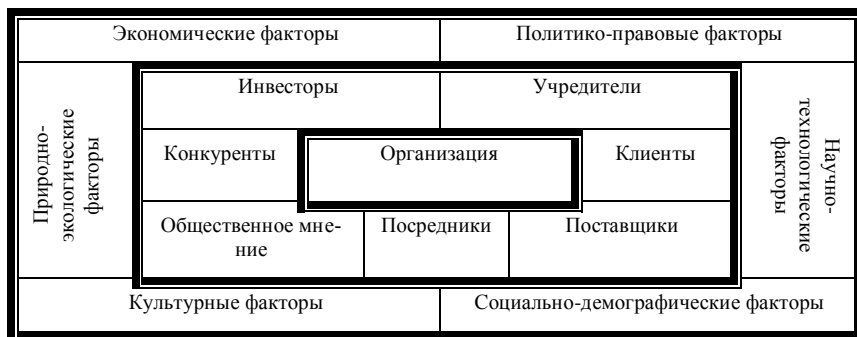 Экономические факторы
Политико-правовые факторы
Природно-
экологические
факторы
Инвесторы
Учредители
Конкуренты
Организация
Клиенты
Общественное мне-
ние
Посредники
Поставщики
Научно-
технологические
факторы
Культурные факторы
Социально-демографические факторы